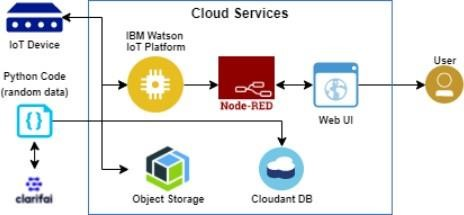 Cloud Services
IoT Device
IBM Watson
IoT Platform
Node-RED
Web UI
User
Python Code
(random data)
{}
clarifai
Object Storage
Cloudant DB